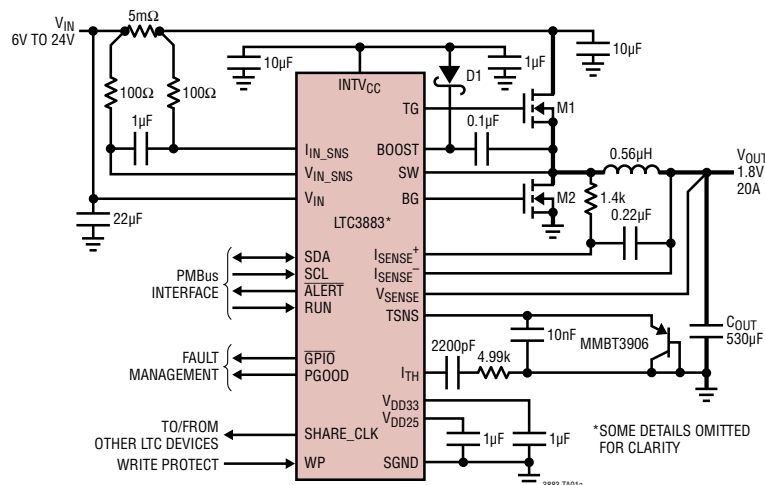 VIN
6V TO 24V
5mΩ
100Ω
100Ω
1µF
22µF
10µF
1µF
10µF
D1
INTVCC
TG
M1
0.1µF
BOOST
SW
BG
M2
0.56µH
VOUT
1.8V
20A
1.4k
0.22µF
IIN_SNS
VIN_SNS
VIN
LTC3883*
SDA
SCL
ALERT
RUN
PMBus
INTERFACE
ISENSE+
ISENSE–
VSENSE
TSNS
10nF
MMBT3906
COUT
530µF
2200pF
4.99k
GPIO
PGOOD
FAULT
MANAGEMENT
ITH
VDD33
VDD25
TO/FROM
OTHER LTC DEVICES
SHARE_CLK
WRITE PROTECT
WP
SGND
1µF
1µF
*SOME DETAILS OMITTED
FOR CLARITY
3883 TA01a